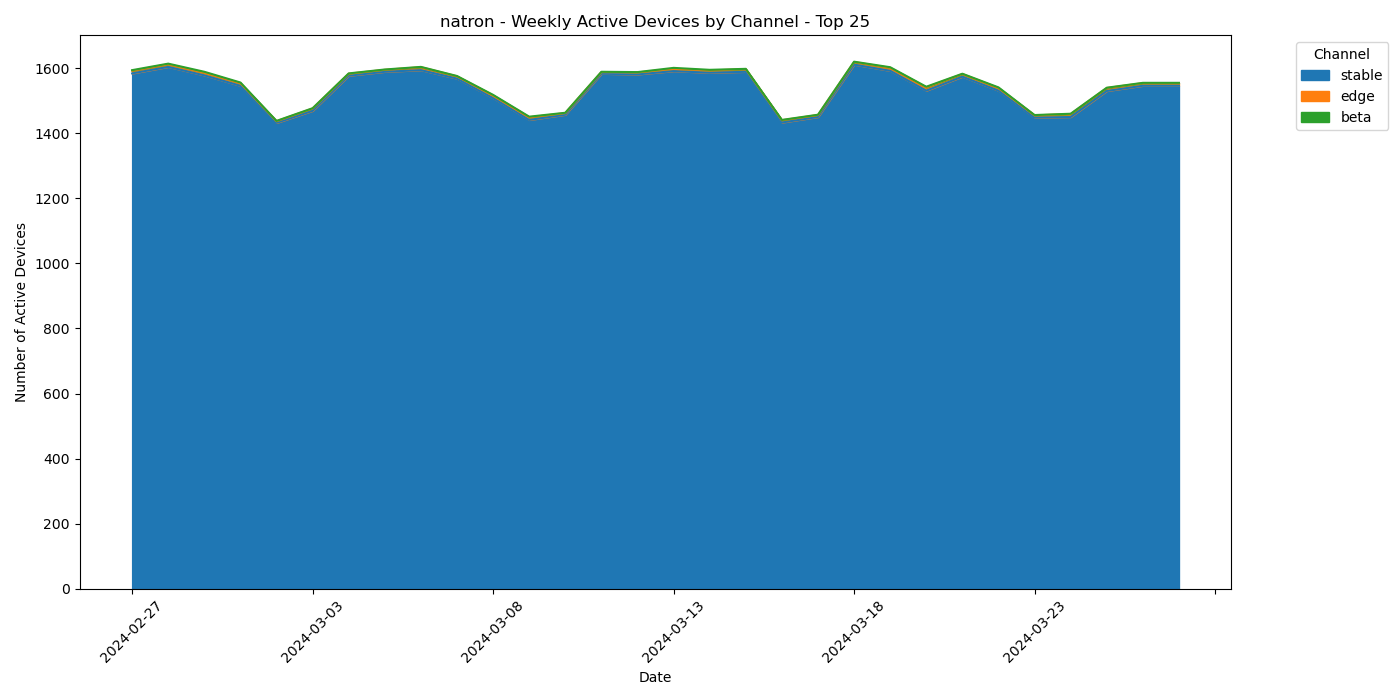 natron - Weekly Active Devices by Channel - Top 25
Channel
stable
edge
beta
Number of Active Devices
1600
1400
1200
1000
800
600
400
200
0
2024-02-27
2024-03-03
2024-03-08
2024-03-13
2024-03-18
2024-03-23
Date